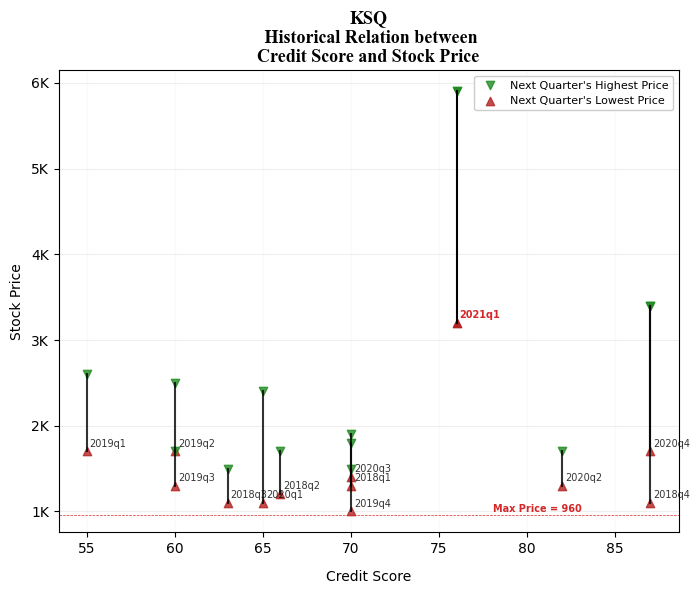 KSQ
Historical Relation between
Credit Score and Stock Price
Next Quarter's Highest Price
Next Quarter's Lowest Price
6K
5K
4K
3K
2K
1K
Stock Price
2021q1
2019q1
2019q2
2020q4
2019q3
2020q3
2018q1
2020q2
2018q2
2018q3
2020q1
2018q4
2019q4
Max Price = 960
55
60
65
70
75
80
85
Credit Score